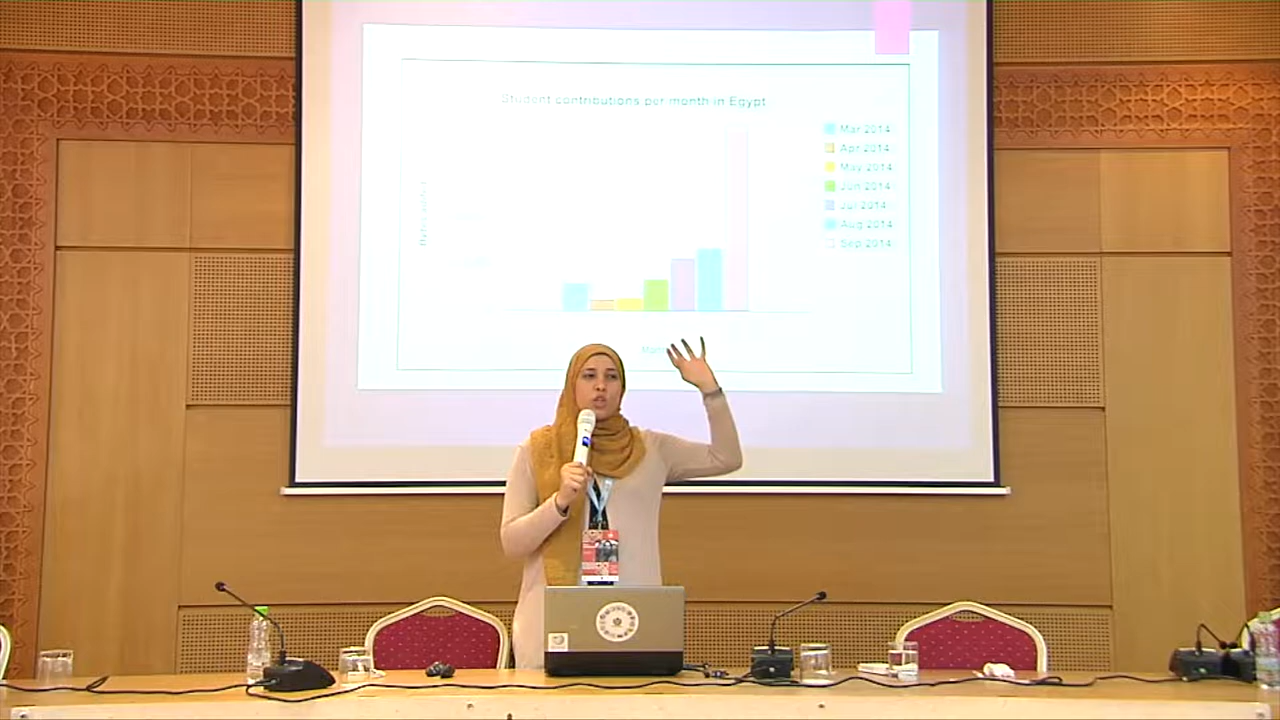 Student contributions per month in Egypt
Mar 2014
Apr 2014
May 2014
Jun 2014
Jul 2014
Aug 2014
Sep 2014